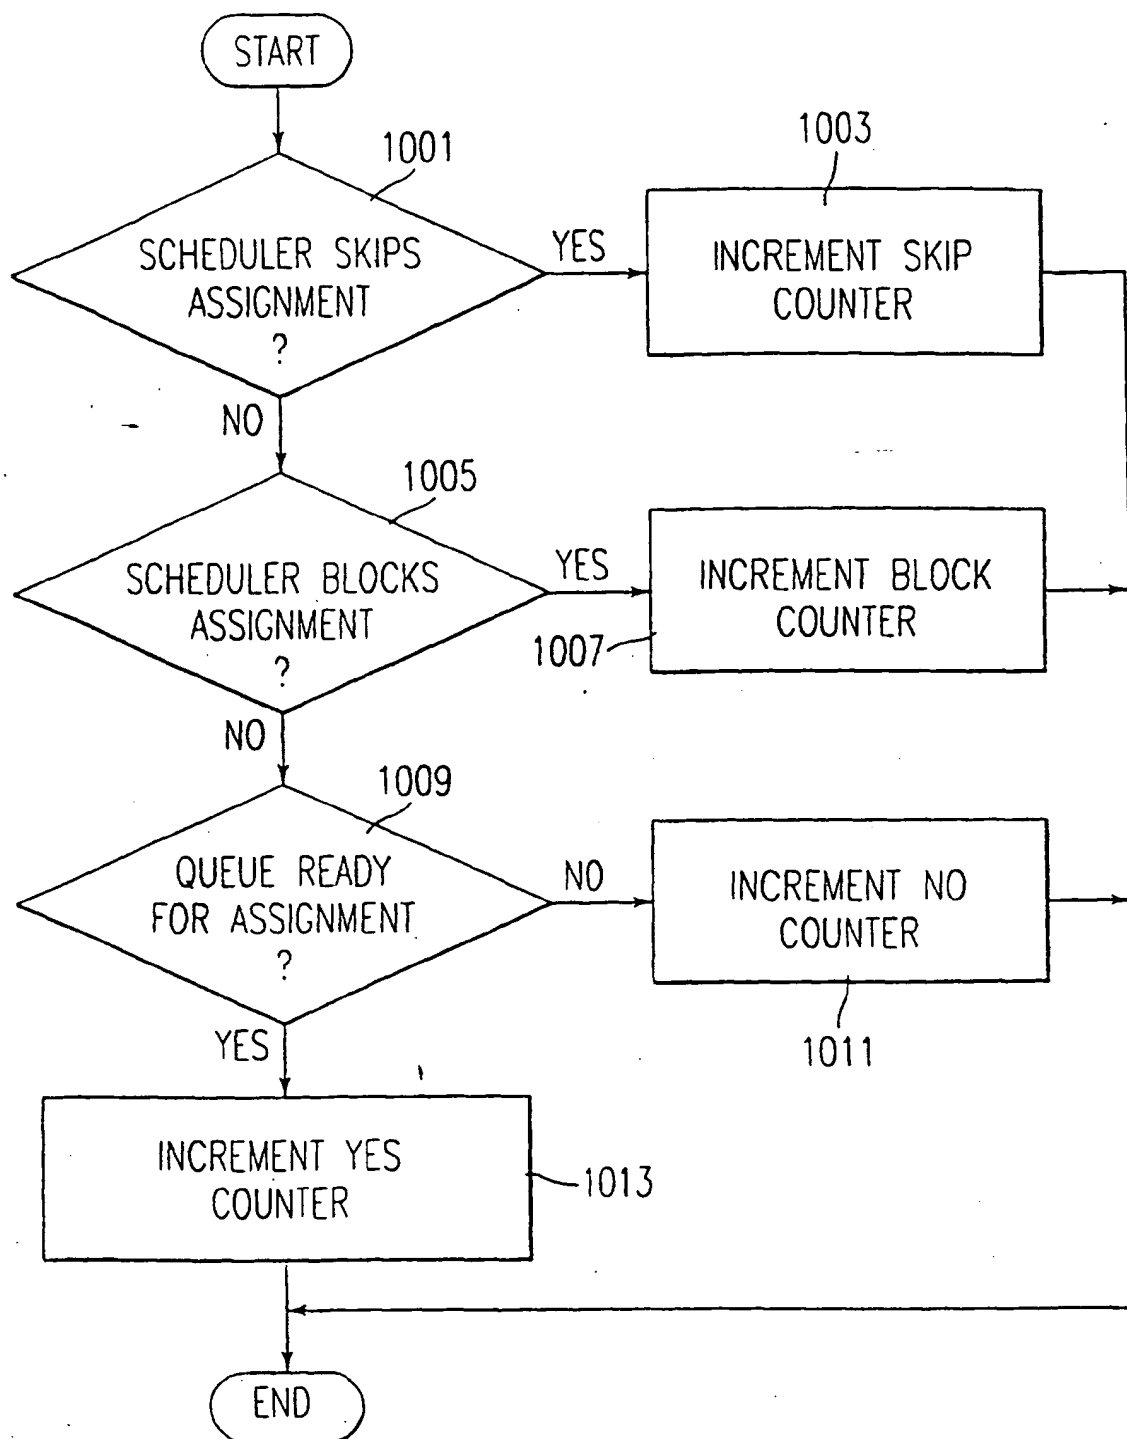 START
1001
SCHEDULER SKIPS
ASSIGNMENT
?
YES
1003
INCREMENT SKIP
COUNTER
NO
1005
SCHEDULER BLOCKS
ASSIGNMENT
?
YES
INCREMENT BLOCK
COUNTER
1007
NO
1009
QUEUE READY
FOR ASSIGNMENT
?
NO
INCREMENT NO
COUNTER
1011
YES
INCREMENT YES
COUNTER
1013
END